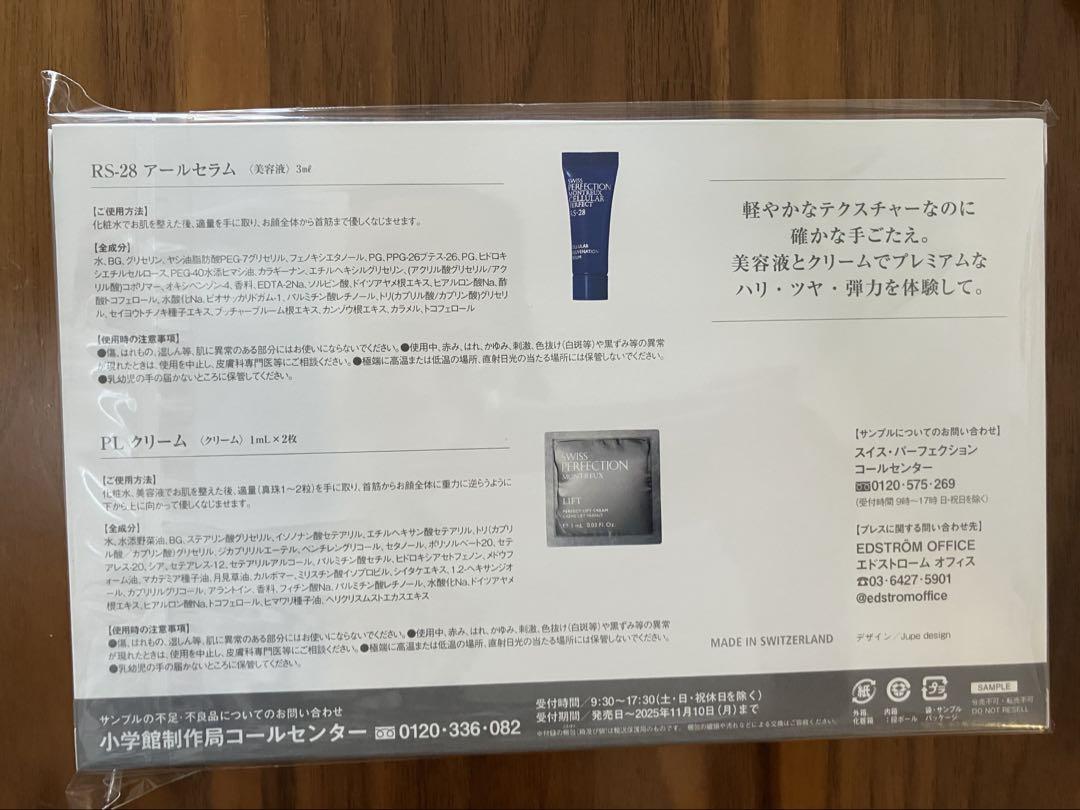 RS-28 アールセラム 〈美容液〉 3mℓ
【ご使用方法】
化粧水でお肌を整えた後、適量を手に取り、お顔全体から首筋まで優しくなじませます。
【全成分】
水、BG、グリセリン、ヤシ油脂肪酸PEG-7グリセリル、フェノキシエタノール、PG、PPG-26ブテス-26、PG、ヒドロキ
シエチルセルロース、PEG-40水添ヒマシ油、カラギーナン、エチルヘキシルグリセリン、(アクリル酸グリセリル/アク
リル酸)コポリマー、オキシベンゾン-4、香料、EDTA-2Na、ソルビン酸、ドイツアヤメ根エキス、ヒアルロン酸Na、酢
酸トコフェロール、水酸化Na、ビオサッカリドガム-1、パルミチン酸レチノール、トリ(カプリル酸/カプリン酸)グリセリ
ル、セイヨウトチノキ種子エキス、ブッチャーブルーム根エキス、カンゾウ根エキス、カラメル、トコフェロール
【使用時の注意事項】
●傷、はれもの、湿しん等、肌に異常のある部分にはお使いにならないでください。●使用中、赤み、はれ、かゆみ、刺激、色抜け(白斑等)や黒ずみ等の異常
が現れたときは、使用を中止し、皮膚科専門医等にご相談ください。●極端に高温または低温の場所、直射日光の当たる場所には保管しないでください。
●乳幼児の手の届かないところに保管してください。
SWISS
PERFECTION
MONTREUX
CELLULAR
PERFECT
RS-28
CELLULAR
REJUVENATION
SERUM
軽やかなテクスチャーなのに
確かな手ごたえ。
美容液とクリームでプレミアムな
ハリ・ツヤ・弾力を体験して。
PL クリーム 〈クリーム〉 1mL×2枚
【ご使用方法】
化粧水、美容液でお肌を整えた後、適量(真珠1〜2粒)を手に取り、首筋からお顔全体に重力に逆らうように
下から上に向かって優しくなじませます。
【全成分】
水、水添野菜油、BG、ステアリン酸グリセリル、イソノナン酸セテアリル、エチルヘキサン酸セテアリル、トリ(カプリ
ル酸/カプリン酸)グリセリル、ジカプリリルエーテル、ペンチレングリコール、セタノール、ポリソルベート20、セテ
アレス-20、シア、セテアレス-12、セテアリルアルコール、パルミチン酸セチル、ヒドロキシアセトフェノン、メドウフ
ォーム油、マカデミア種子油、月見草油、カルボマー、ミリスチン酸イソプロピル、シイタケエキス、1,2-ヘキサンジオ
ール、カプリリルグリコール、アラントイン、香料、フィチン酸Na、パルミチン酸レチノール、水酸化Na、ドイツアヤメ
根エキス、ヒアルロン酸Na、トコフェロール、ヒマワリ種子油、ヘリクリスムストエカスエキス
【使用時の注意事項】
●傷、はれもの、湿しん等、肌に異常のある部分にはお使いにならないでください。●使用中、赤み、はれ、かゆみ、刺激、色抜け(白斑等)や黒ずみ等の異常
が現れたときは、使用を中止し、皮膚科専門医等にご相談ください。●極端に高温または低温の場所、直射日光の当たる場所には保管しないでください。
●乳幼児の手の届かないところに保管してください。
SWISS
PERFECTION
MONTREUX
LIFT
PERFECT LIFT CREAM
CRÈME LIFT PARFAIT
℮ 1 mL 0.03 Fl. Oz.
【サンプルについてのお問い合わせ】
スイス・パーフェクション
コールセンター
0120・575・269
(受付時間 9時〜17時 日・祝日を除く)
【プレスに関する問い合わせ先】
EDSTRÖM OFFICE
エドストローム オフィス
☎03・6427・5901
@edstromoffice
MADE IN SWITZERLAND
デザイン/Jupe design
サンプルの不足・不良品についてのお問い合わせ
小学館制作局コールセンター 0120・336・082
受付時間/9:30〜17:30(土・日・祝休日を除く)
受付期間/発売日〜2025年11月10日(月)まで
紙
外箱
化粧箱
内箱
1段ボール
プラ
袋・サンプル
パッケージ
SAMPLE
分売不可・転売不可
DO NOT RESELL